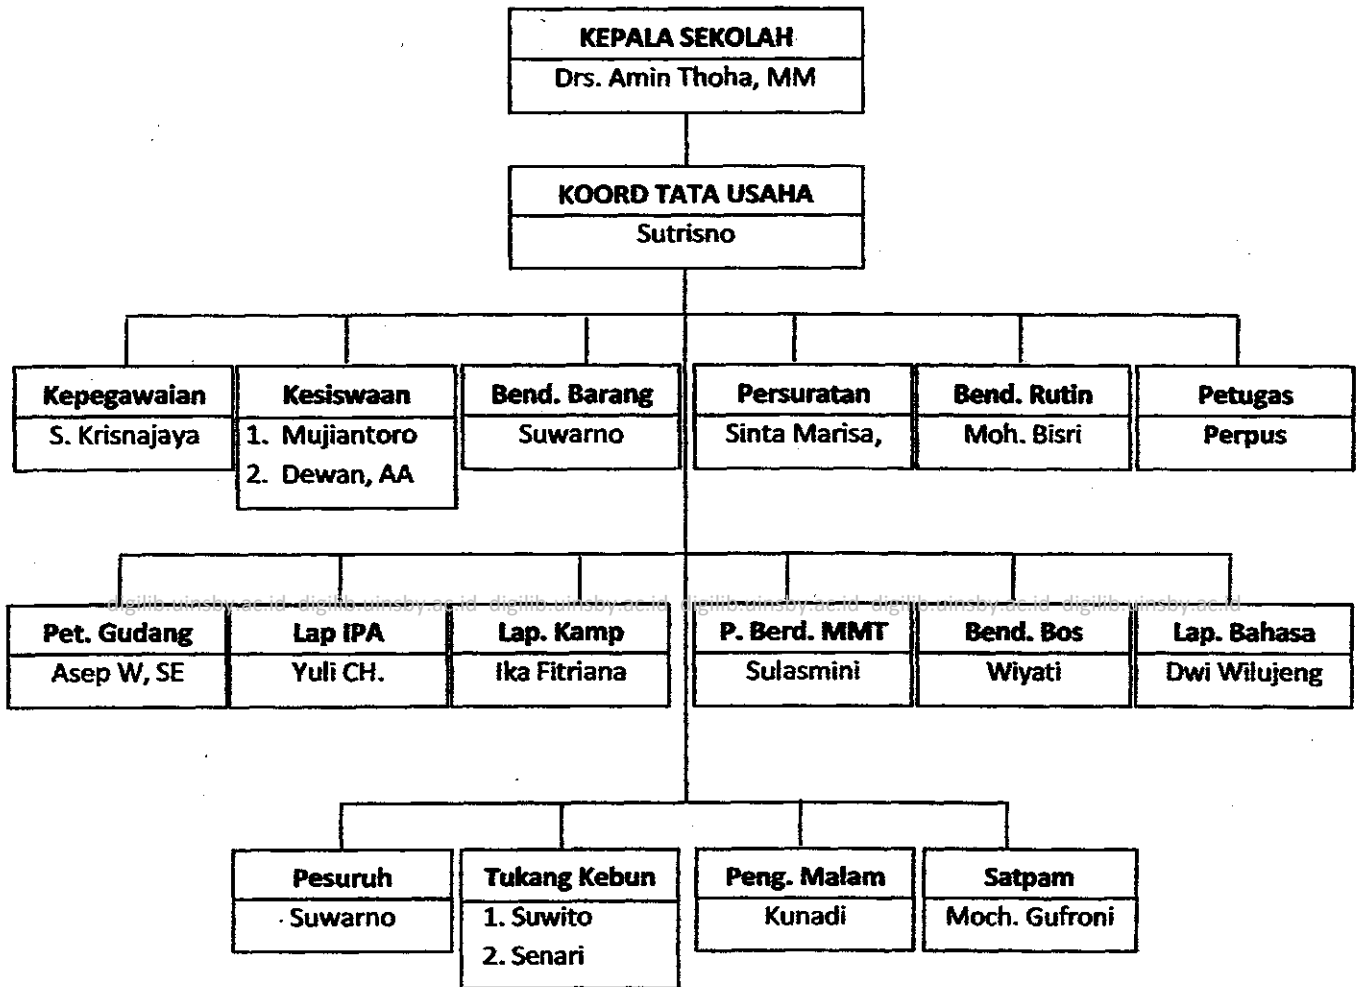 KEPALA SEKOLAH
Drs. Amin Thoha, MM
KOORD TATA USAHA
Sutrisno
Kepegawaian
S. Krisnajaya
Kesiswaan
1. Mujiantoro
2. Dewan, AA
Bend. Barang
Suwarno
Persuratan
Sinta Marisa,
Bend. Rutin
Moh. Bisri
Petugas
Perpus
digilib.uinsby.ac.id digilib.uinsby.ac.id digilib.uinsby.ac.id digilib.uinsby.ac.id digilib.uinsby.ac.id digilib.uinsby.ac.id
Pet. Gudang
Asep W, SE
Lap IPA
Yuli CH.
Lap. Kamp
Ika Fitriana
P. Berd. MMT
Sulasmini
Bend. Bos
Wiyati
Lap. Bahasa
Dwi Wilujeng
Pesuruh
Suwarno
Tukang Kebun
1. Suwito
2. Senari
Peng. Malam
Kunadi
Satpam
Moch. Gufroni